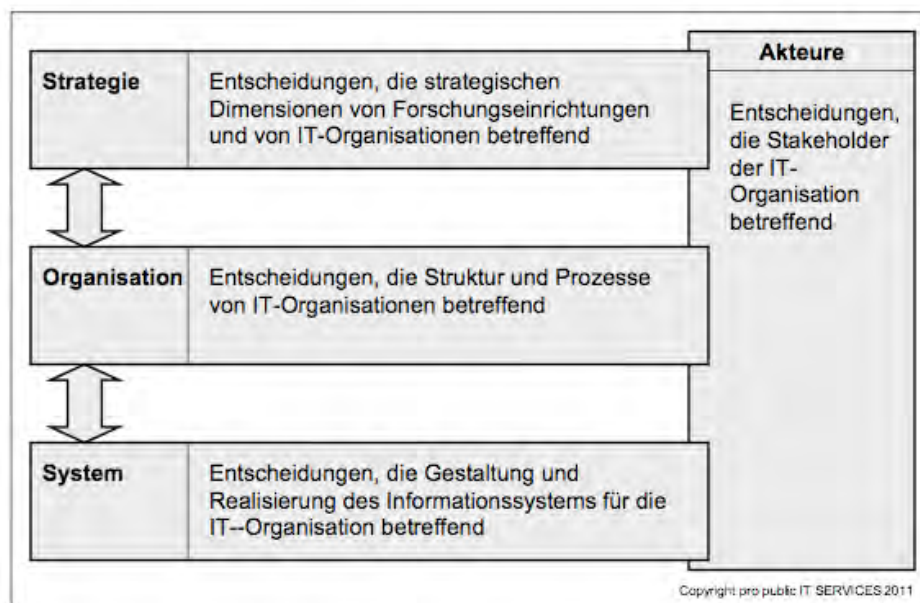 Strategie
Entscheidungen, die strategischen
Dimensionen von Forschungseinrichtungen
und von IT-Organisationen betreffend
Organisation
Entscheidungen, die Struktur und Prozesse
von IT-Organisationen betreffend
System
Entscheidungen, die Gestaltung und
Realisierung des Informationssystems für die
IT--Organisation betreffend
Akteure
Entscheidungen,
die Stakeholder
der IT-
Organisation
betreffend
Copyright pro public IT SERVICES 2011